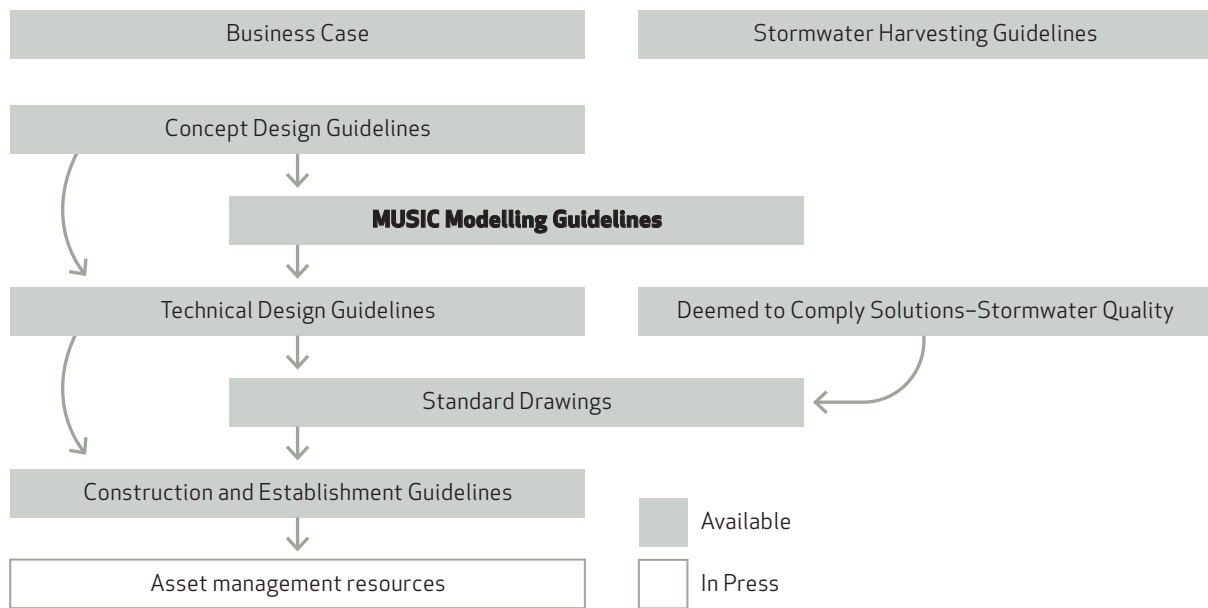 Business Case
Stormwater Harvesting Guidelines
Concept Design Guidelines
MUSIC Modelling Guidelines
Technical Design Guidelines
Deemed to Comply Solutions–Stormwater Quality
Standard Drawings
Construction and Establishment Guidelines
Available
Asset management resources
In Press